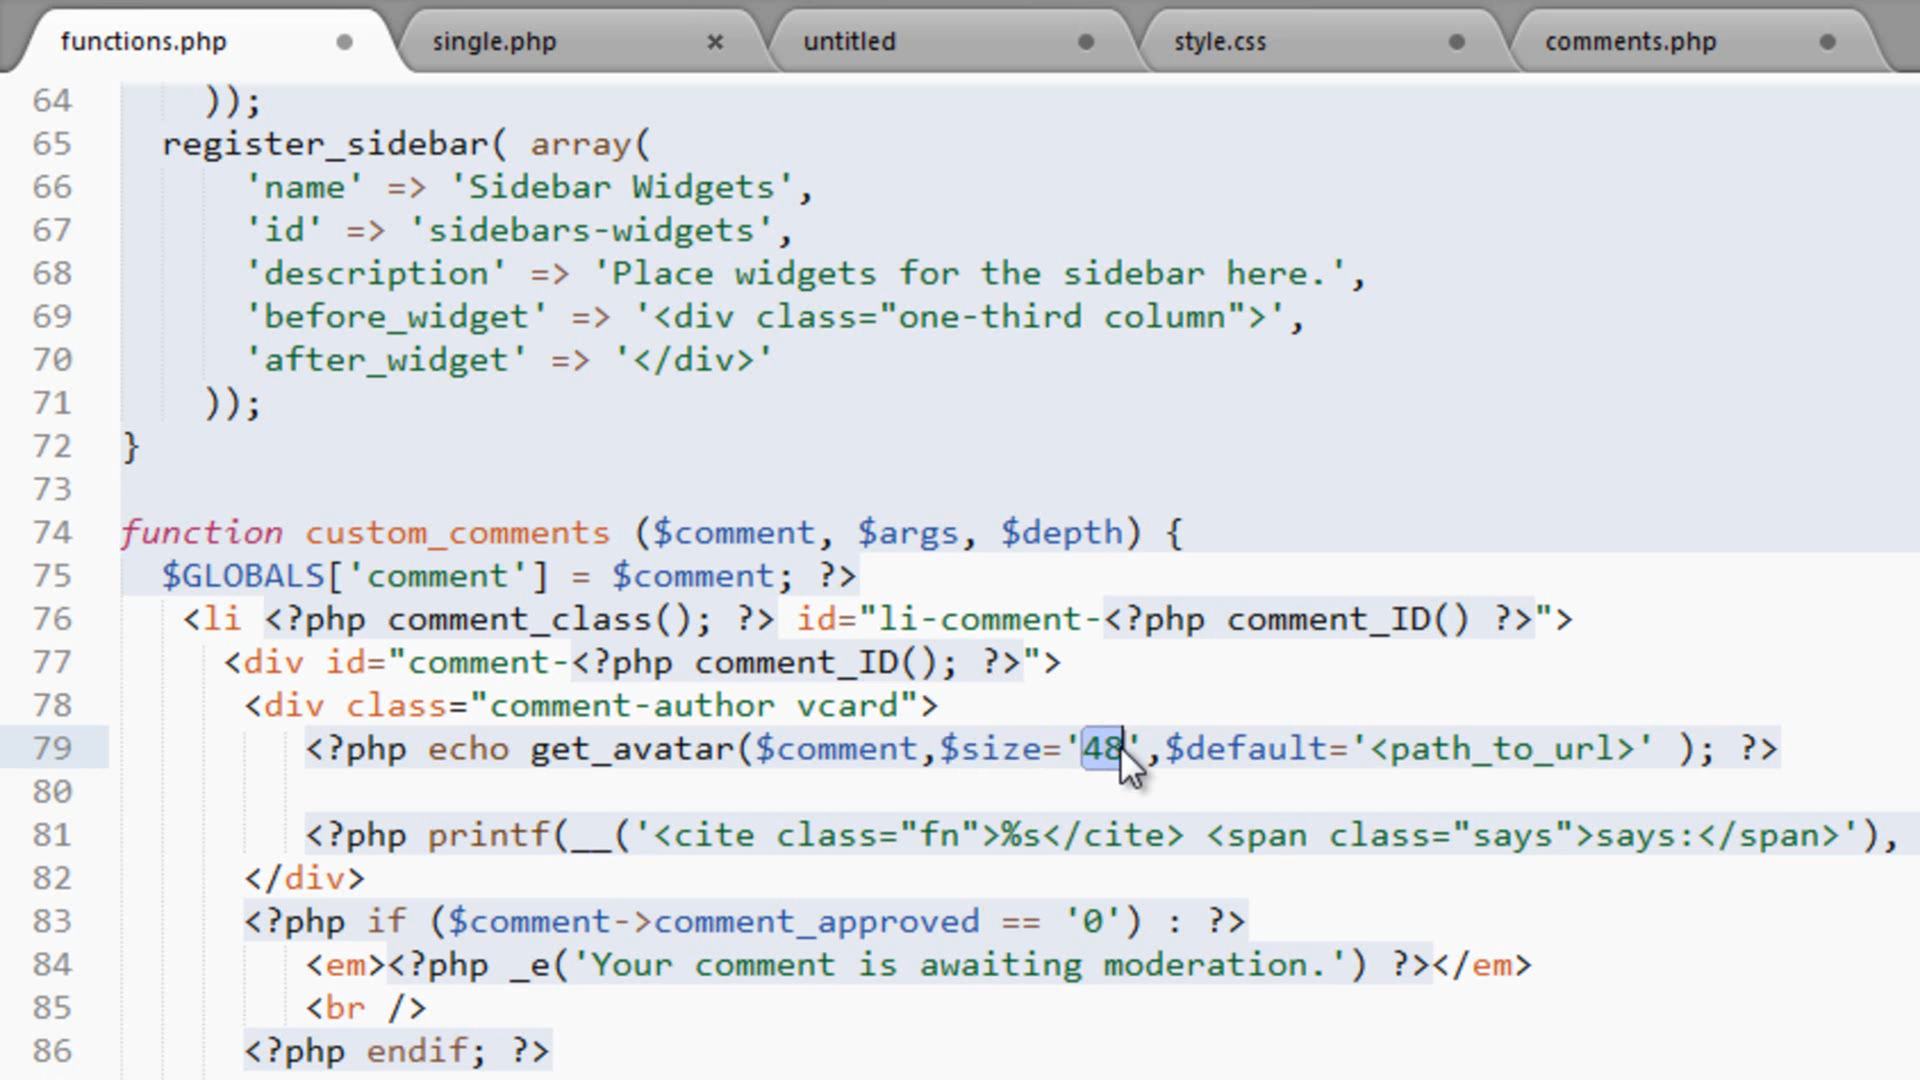 functions.php single.php untitled style.css comments.php
64 ));
65 register_sidebar( array(
66 'name' => 'Sidebar Widgets',
67 'id' => 'sidebars-widgets',
68 'description' => 'Place widgets for the sidebar here.',
69 'before_widget' => '<div class="one-third column">',
70 'after_widget' => '</div>'
71 ));
72 }
73
74 function custom_comments ($comment, $args, $depth) {
75 $GLOBALS['comment'] = $comment; ?>
76 <li <?php comment_class(); ?> id="li-comment-<?php comment_ID() ?>">
77 <div id="comment-<?php comment_ID(); ?>">
78 <div class="comment-author vcard">
79 <?php echo get_avatar($comment,$size='48',$default='<path_to_url>' ); ?>
80
81 <?php printf(__('<cite class="fn">%s</cite> <span class="says">says:</span>'),
82 </div>
83 <?php if ($comment->comment_approved == '0') : ?>
84 <em><?php _e('Your comment is awaiting moderation.') ?></em>
85 <br />
86 <?php endif; ?>